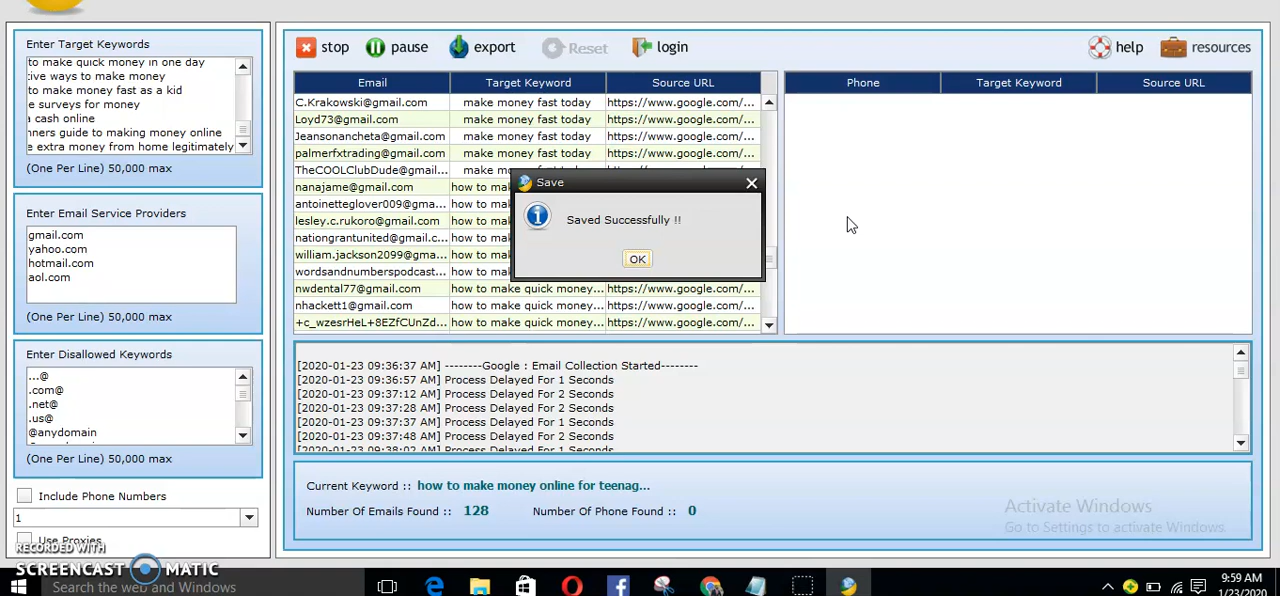 Enter Target Keywords
to make quick money in one day
ive ways to make money
to make money fast as a kid
e surveys for money
a cash online
nners guide to making money online
e extra money from home legitimately
(One Per Line) 50,000 max
Enter Email Service Providers
gmail.com
yahoo.com
hotmail.com
aol.com
(One Per Line) 50,000 max
Enter Disallowed Keywords
...@
.com@
.net@
.us@
@anydomain
(One Per Line) 50,000 max
Include Phone Numbers
1
Use Proxies
RECORDED WITH
SCREENCAST MATIC
stop pause export Reset login help resources
Email Target Keyword Source URL
C.Krakowski@gmail.com make money fast today https://www.google.com/...
Loyd73@gmail.com make money fast today https://www.google.com/...
Jeansonancheta@gmail.com make money fast today https://www.google.com/...
palmerfxtrading@gmail.com make money fast today https://www.google.com/...
TheCOOLClubDude@gmail... make mo
nanajame@gmail.com how to m
antoinetteglover009@gma... how to m
lesley.c.rukoro@gmail.com how to m
nationgrantunited@gmail.c... how to m
william.jackson2099@gma... how to m
wordsandnumberspodcast... how to m
nwdental77@gmail.com how to make quick money... https://www.google.com/...
nhackett1@gmail.com how to make quick money... https://www.google.com/...
+c_wzesrHeL+8EZfCUnZd... how to make quick money... https://www.google.com/...
Phone Target Keyword Source URL
Save
Saved Successfully !!
OK
[2020-01-23 09:36:37 AM] --------Google : Email Collection Started-------
[2020-01-23 09:36:57 AM] Process Delayed For 1 Seconds
[2020-01-23 09:37:12 AM] Process Delayed For 2 Seconds
[2020-01-23 09:37:28 AM] Process Delayed For 2 Seconds
[2020-01-23 09:37:37 AM] Process Delayed For 1 Seconds
[2020-01-23 09:37:48 AM] Process Delayed For 2 Seconds
[2020-01-23 09:38:02 AM] Process Delayed For 1 Seconds
Current Keyword :: how to make money online for teenag...
Number Of Emails Found :: 128 Number Of Phone Found :: 0
Activate Windows
Go to Settings to activate Windows.
Search the web and Windows
9:59 AM
1/23/2020